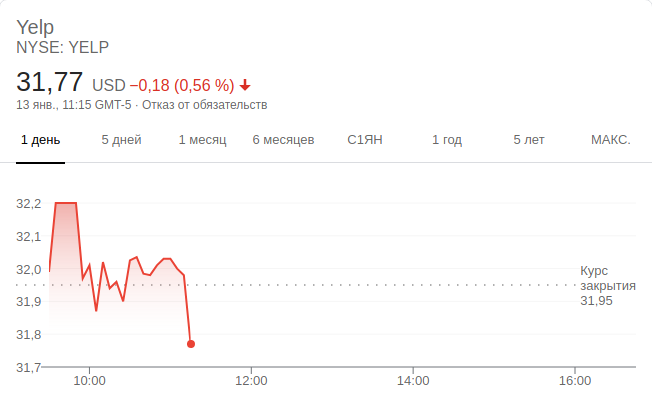 Yelp
NYSE: YELP
31,77 USD −0,18 (0,56 %)
13 янв., 11:15 GMT-5 · Отказ от обязательств
1 день 5 дней 1 месяц 6 месяцев С1ЯН 1 год 5 лет МАКС.
32,2
32,1
32,0
31,9
31,8
31,7
Курс
закрытия
31,95
10:00 12:00 14:00 16:00